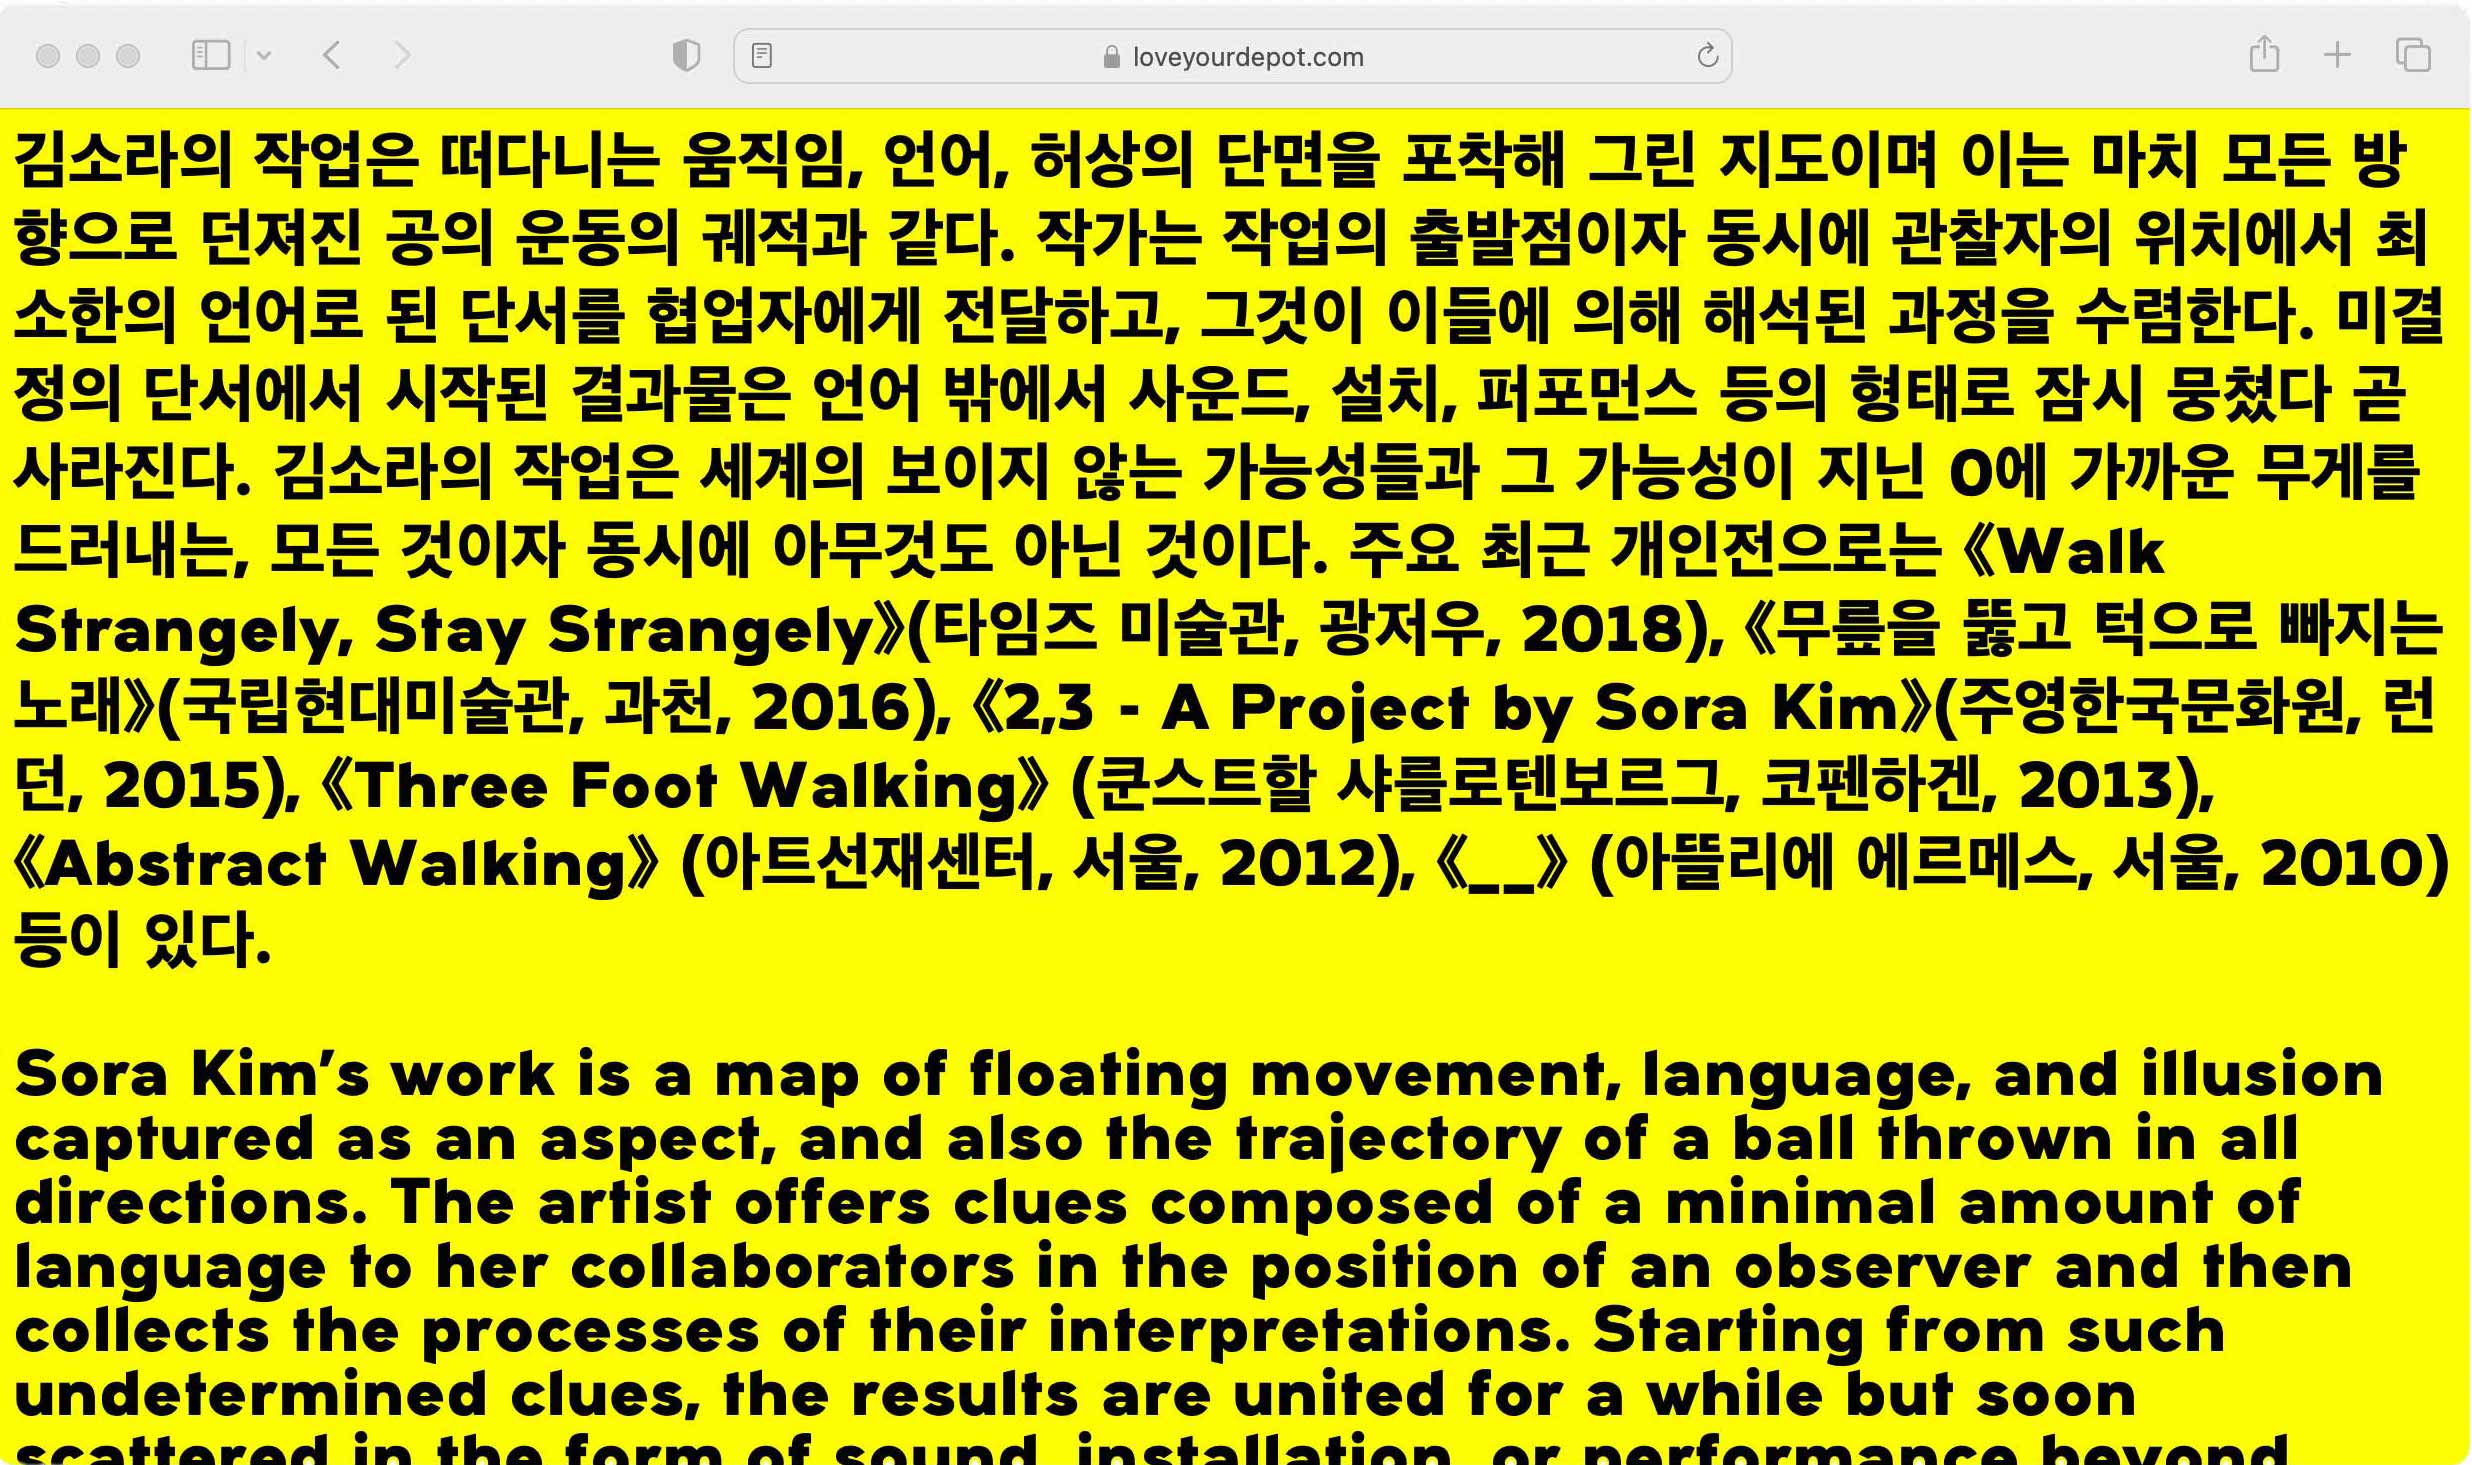 loveyourdepot.com
김소라의 작업은 떠다니는 움직임, 언어, 허상의 단면을 포착해 그린 지도이며 이는 마치 모든 방
향으로 던져진 공의 운동의 궤적과 같다. 작가는 작업의 출발점이자 동시에 관찰자의 위치에서 최
소한의 언어로 된 단서를 협업자에게 전달하고, 그것이 이들에 의해 해석된 과정을 수렴한다. 미결
정의 단서에서 시작된 결과물은 언어 밖에서 사운드, 설치, 퍼포먼스 등의 형태로 잠시 뭉쳤다 곧
사라진다. 김소라의 작업은 세계의 보이지 않는 가능성들과 그 가능성이 지닌 0에 가까운 무게를
드러내는, 모든 것이자 동시에 아무것도 아닌 것이다. 주요 최근 개인전으로는 《Walk
Strangely, Stay Strangely》(타임즈 미술관, 광저우, 2018), 《무릎을 뚫고 턱으로 빠지는
노래》(국립현대미술관, 과천, 2016), 《2,3 - A Project by Sora Kim》(주영한국문화원, 런
던, 2015), 《Three Foot Walking》 (쿤스트할 샤를로텐보르그, 코펜하겐, 2013),
《Abstract Walking》 (아트선재센터, 서울, 2012), 《__》 (아뜰리에 에르메스, 서울, 2010)
등이 있다.
Sora Kim’s work is a map of floating movement, language, and illusion
captured as an aspect, and also the trajectory of a ball thrown in all
directions. The artist offers clues composed of a minimal amount of
language to her collaborators in the position of an observer and then
collects the processes of their interpretations. Starting from such
undetermined clues, the results are united for a while but soon
scattered in the form of sound, installation, or performance beyond